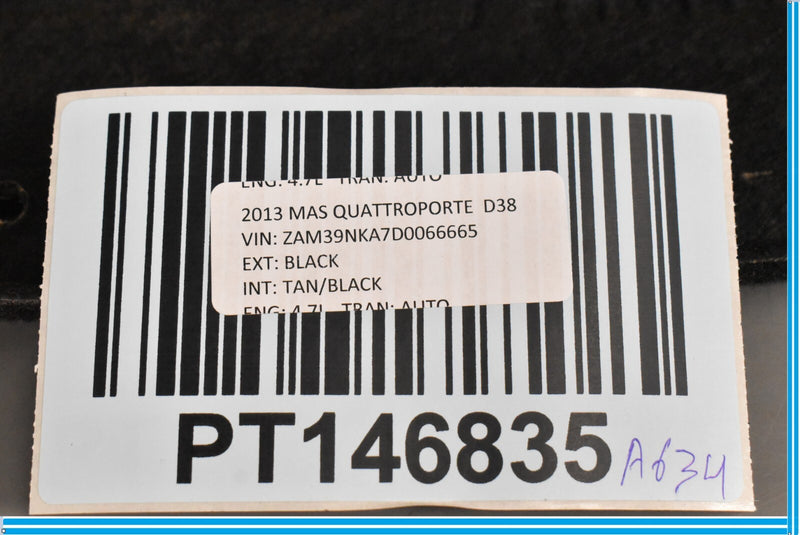 ENG: 4.7L TRAN: AUTO
2013 MAS QUATTROPORTE D38
VIN: ZAM39NKA7D0066665
EXT: BLACK
INT: TAN/BLACK
ENG: 4.7L TRAN: AUTO
PT146835
A634